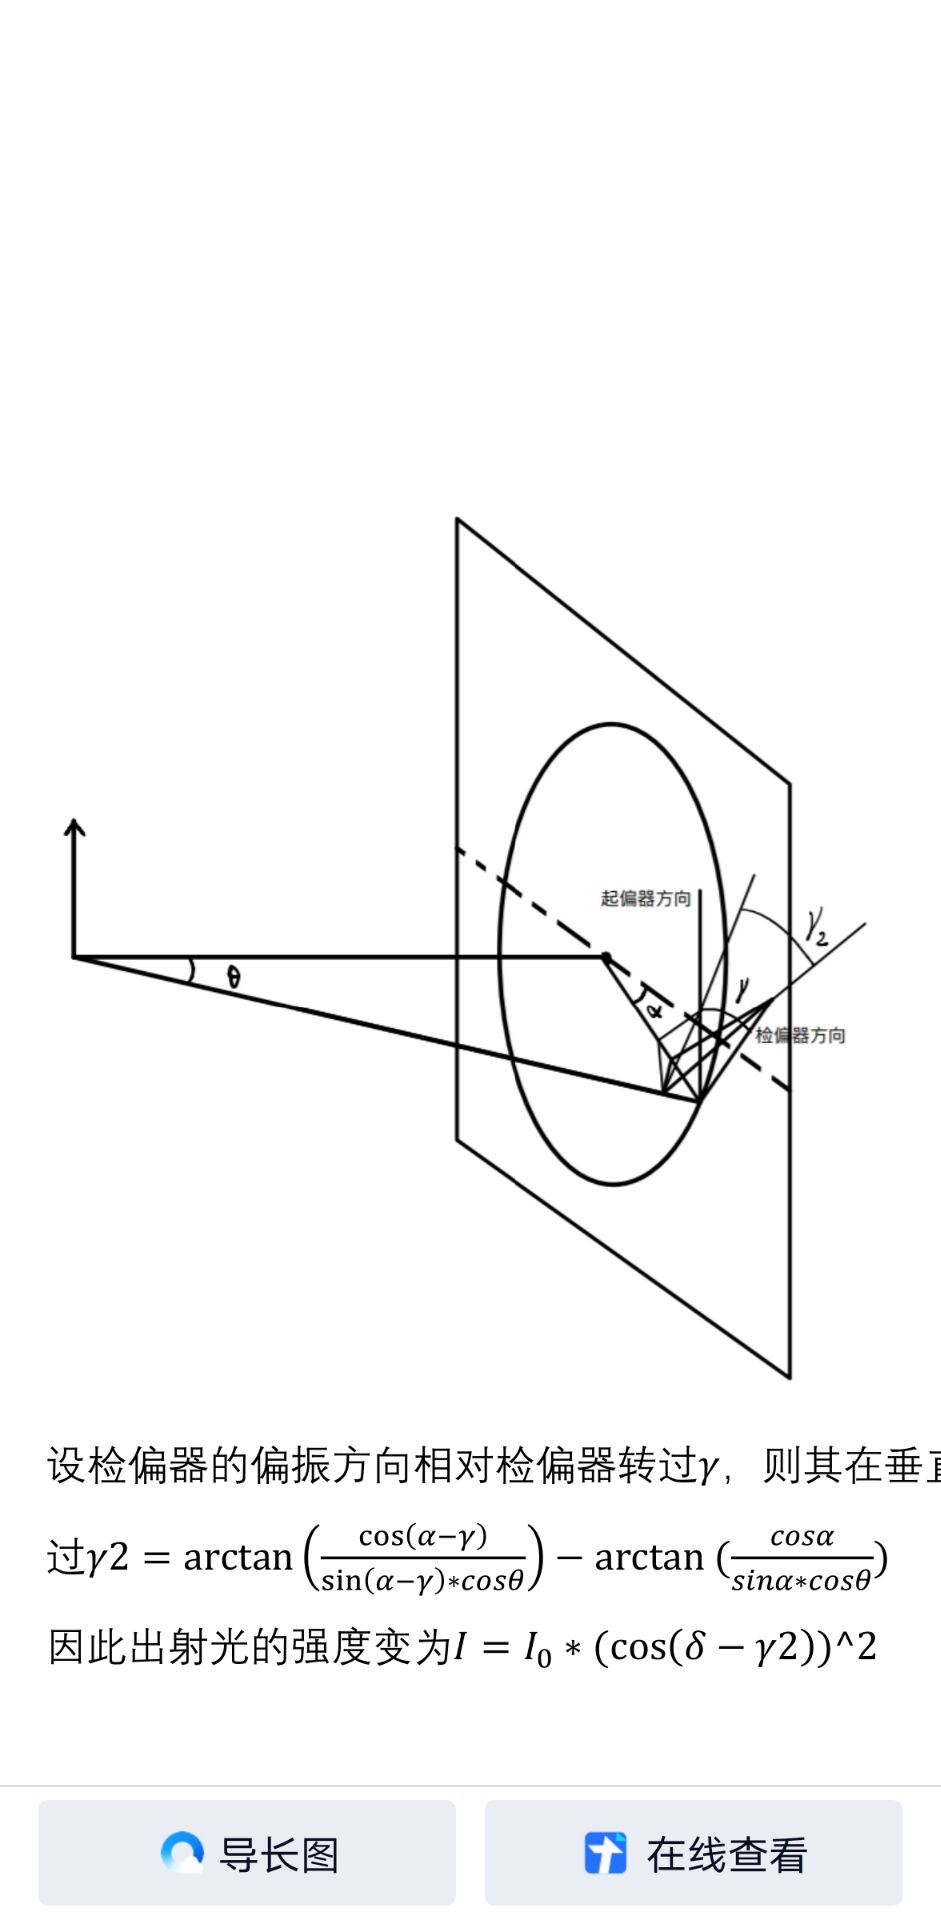 起偏器方向
γ₂
θ
α
γ
检偏器方向
设检偏器的偏振方向相对检偏器转过γ，则其在垂直
过γ2 = arctan(cos(α−γ)/sin(α−γ)∗cosθ) − arctan (cosα/sinα∗cosθ)
因此出射光的强度变为I = I₀ ∗ (cos(δ − γ2))^2
导长图
在线查看